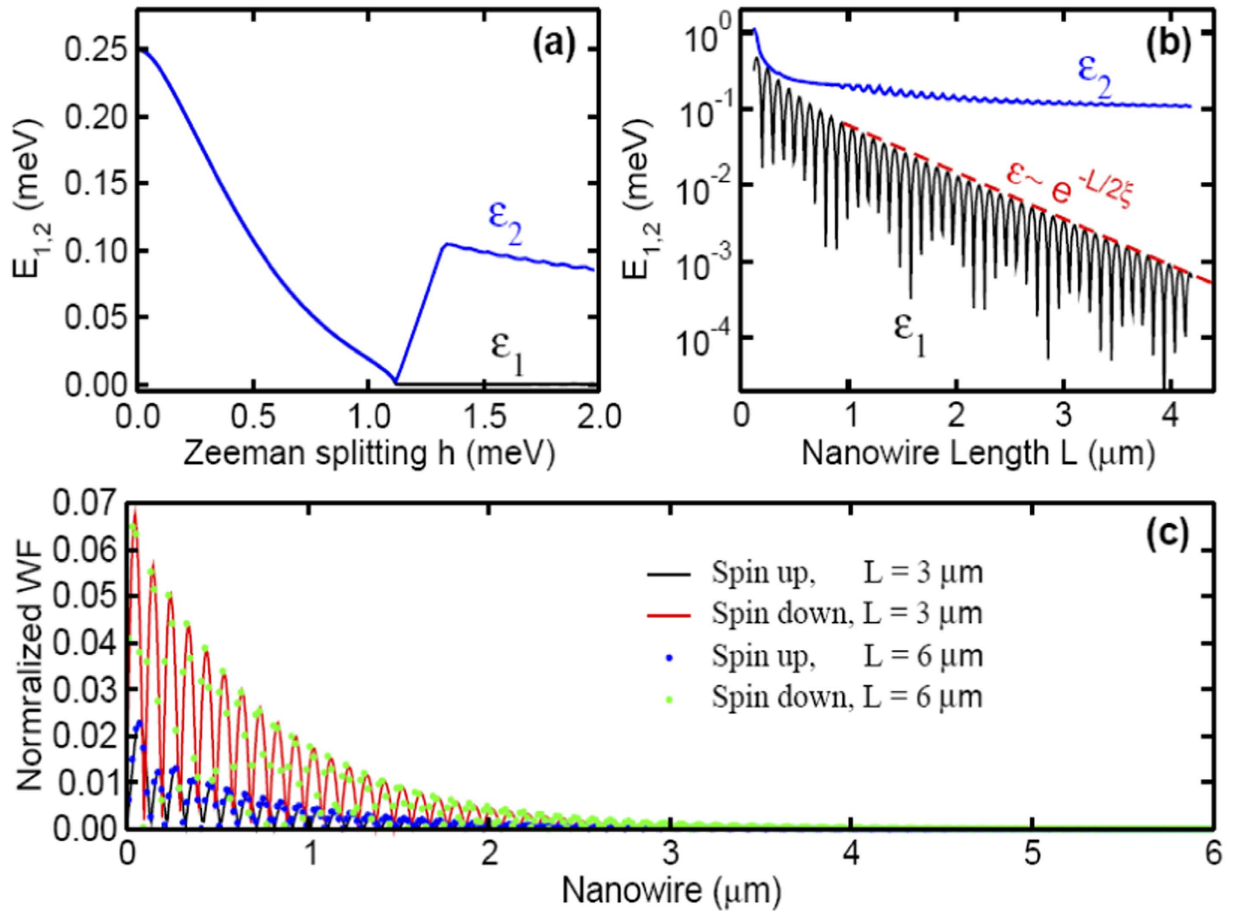 (a)
0.25
0.20
0.15
0.10
0.05
0.00
E1,2 (meV)
ε2
ε1
0.0 0.5 1.0 1.5 2.0
Zeeman splitting h (meV)
(b)
10^0
10^-1
10^-2
10^-3
10^-4
E1,2 (meV)
ε2
ε~ e^-L/2ξ
ε1
0 1 2 3 4
Nanowire Length L (μm)
(c)
0.07
0.06
0.05
0.04
0.03
0.02
0.01
0.00
Normralized WF
Spin up, L = 3 μm
Spin down, L = 3 μm
Spin up, L = 6 μm
Spin down, L = 6 μm
0 1 2 3 4 5 6
Nanowire (μm)